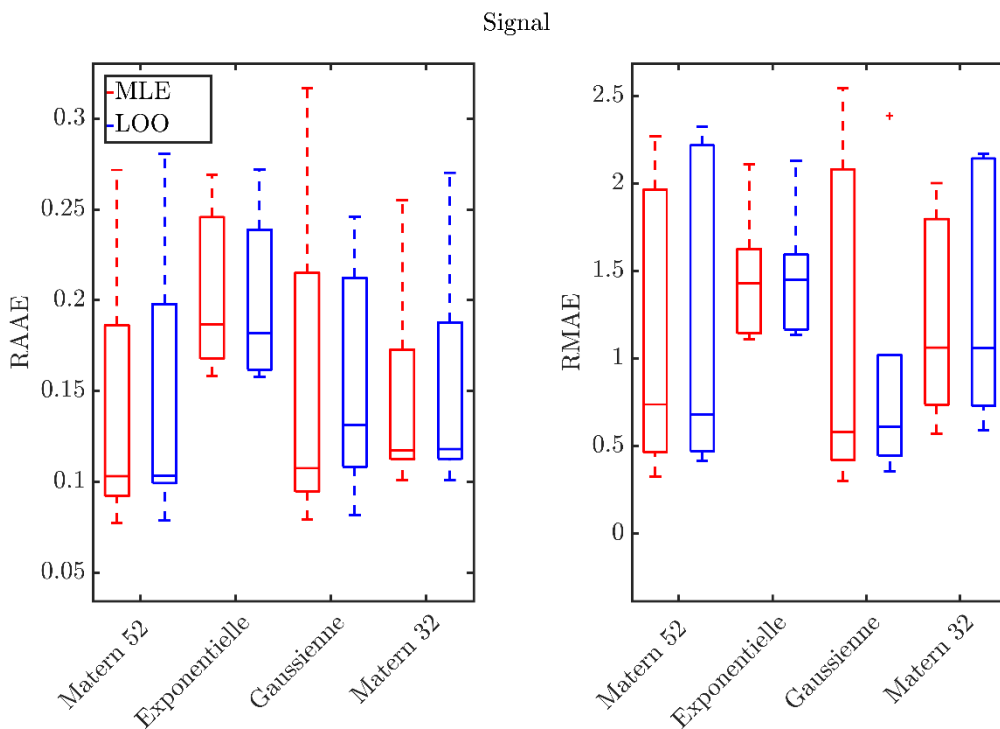 Signal
RAAE
0.3
0.25
0.2
0.15
0.1
0.05
MLE
LOO
Matern 52
Exponentielle
Gaussienne
Matern 32
RMAE
2.5
2
1.5
1
0.5
0
Matern 52
Exponentielle
Gaussienne
Matern 32